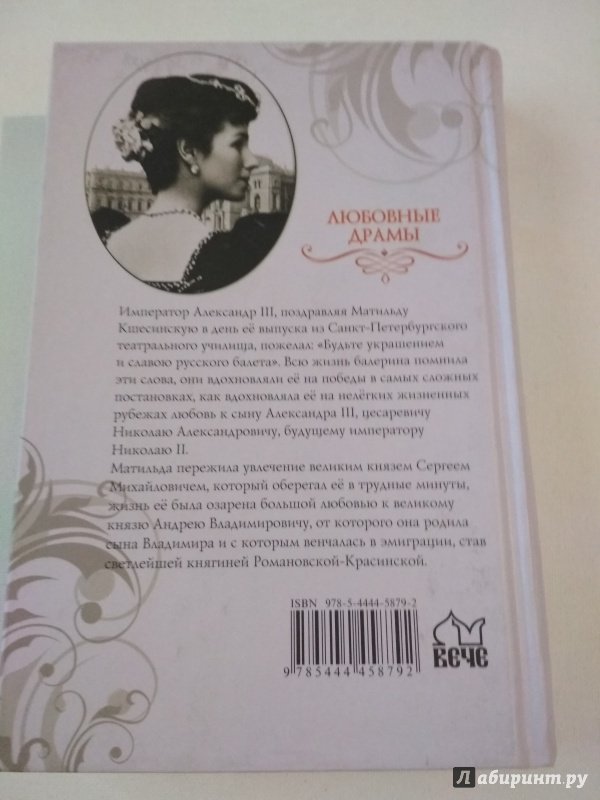 ЛЮБОВНЫЕ
ДРАМЫ
Император Александр III, поздравляя Матильду
Кшесинскую в день её выпуска из Санкт-Петербургского
театрального училища, пожелал: «Будьте украшением
и славою русского балета». Всю жизнь балерина помнила
эти слова, они вдохновляли её на победы в самых сложных
постановках, как вдохновляла её на нелёгких жизненных
рубежах любовь к сыну Александра III, цесаревичу
Николаю Александровичу, будущему императору
Николаю II.
Матильда пережила увлечение великим князем Сергеем
Михайловичем, который оберегал её в трудные минуты,
жизнь её была озарена большой любовью к великому
князю Андрею Владимировичу, от которого она родила
сына Владимира и с которым венчалась в эмиграции, став
светлейшей княгиней Романовской-Красинской.
ISBN 978-5-4444-5879-2
9 785444 458792
ВЕЧЕ
Лабиринт.ру